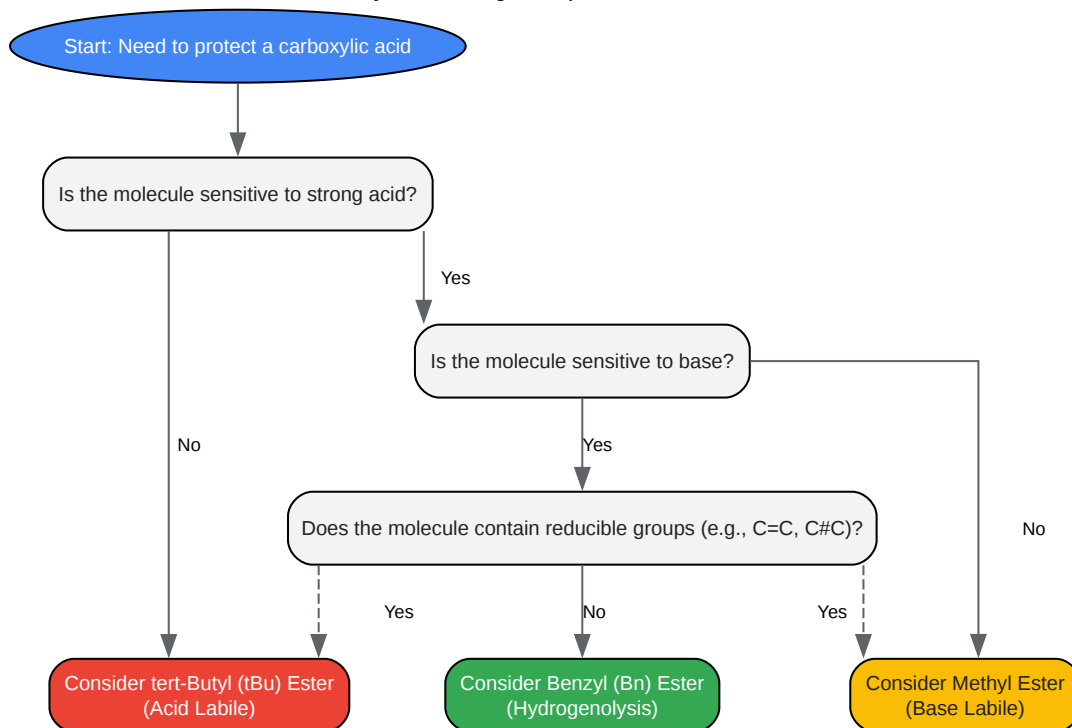 Start: Need to protect a carboxylic acid
Is the molecule sensitive to strong acid?
Yes
Is the molecule sensitive to base?
No
Yes
Does the molecule contain reducible groups (e.g., C=C, C#C)?
No
Yes
No
Yes
Consider tert-Butyl (tBu) Ester
(Acid Labile)
Consider Benzyl (Bn) Ester
(Hydrogenolysis)
Consider Methyl Ester
(Base Labile)